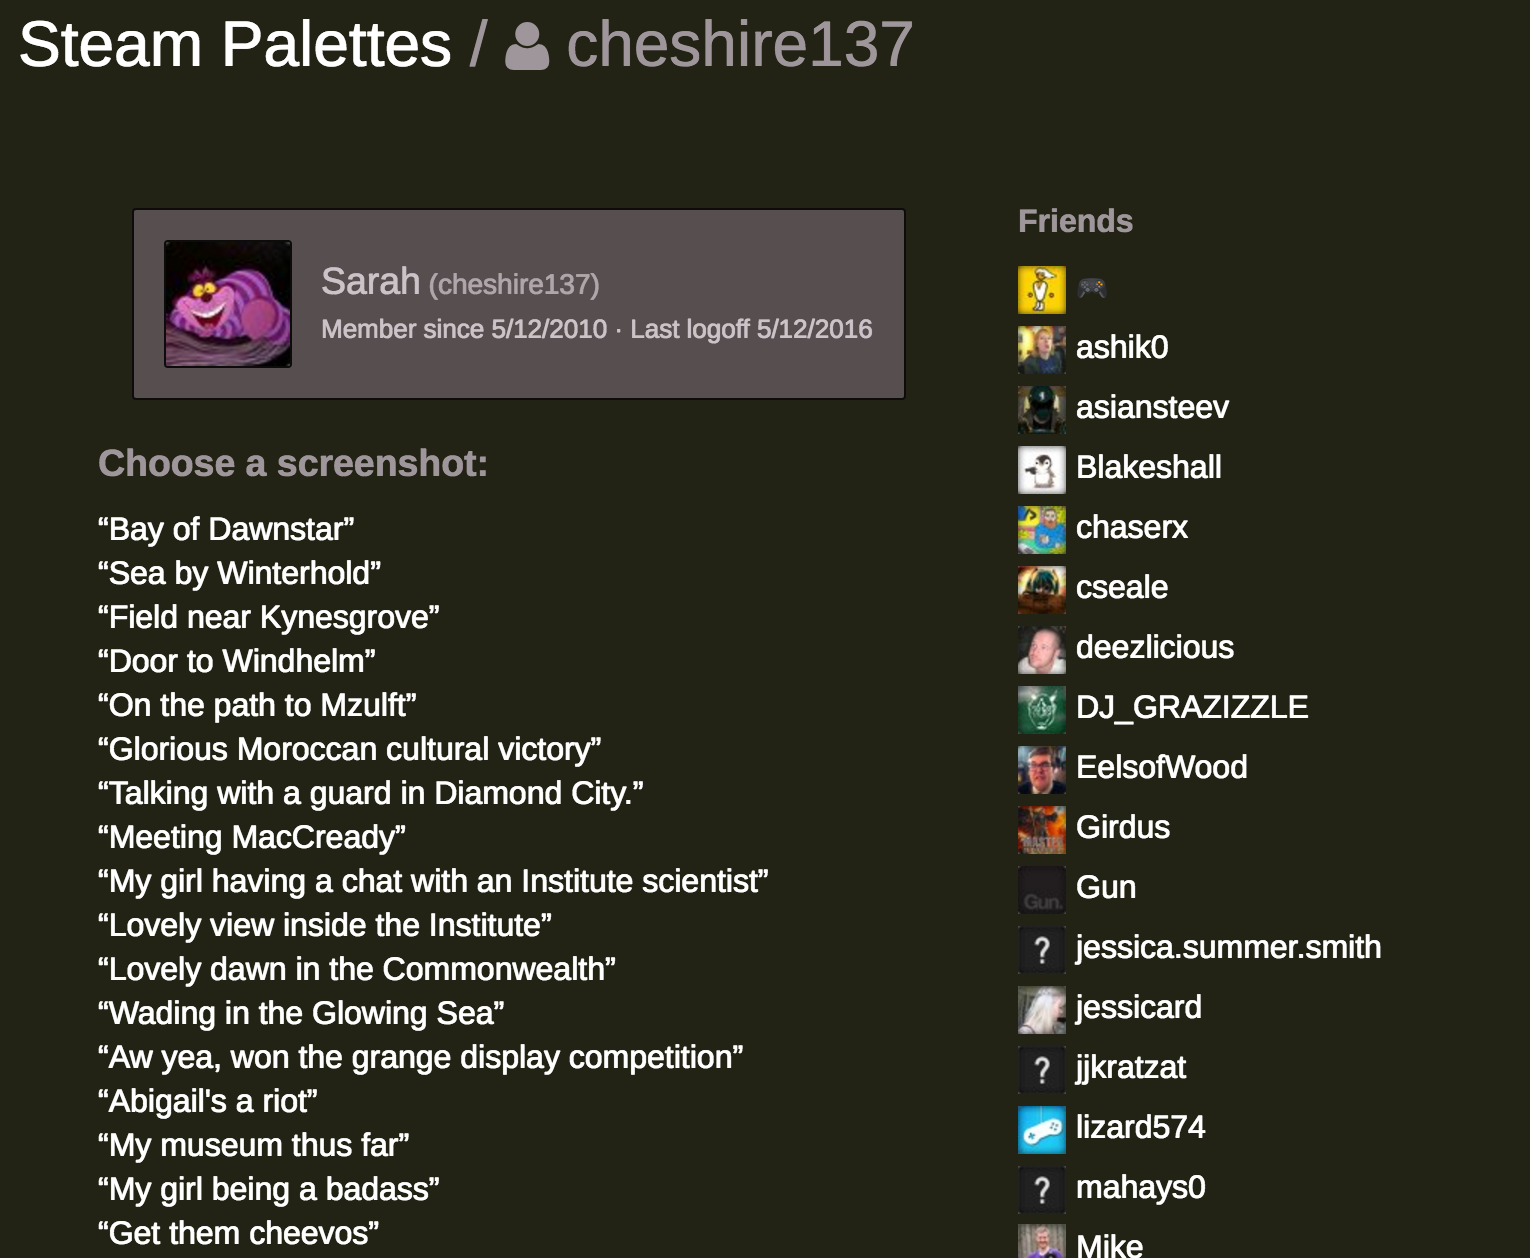 Steam Palettes / cheshire137
Sarah (cheshire137)
Member since 5/12/2010 · Last logoff 5/12/2016
Choose a screenshot:
“Bay of Dawnstar”
“Sea by Winterhold”
“Field near Kynesgrove”
“Door to Windhelm”
“On the path to Mzulft”
“Glorious Moroccan cultural victory”
“Talking with a guard in Diamond City.”
“Meeting MacCready”
“My girl having a chat with an Institute scientist”
“Lovely view inside the Institute”
“Lovely dawn in the Commonwealth”
“Wading in the Glowing Sea”
“Aw yea, won the grange display competition”
“Abigail's a riot”
“My museum thus far”
“My girl being a badass”
“Get them cheevos”
Friends
🎮
ashik0
asiansteev
Blakeshall
chaserx
cseale
deezlicious
DJ_GRAZIZZLE
EelsofWood
Girdus
Gun. Gun
? jessica.summer.smith
jessicard
? jjkratzat
lizard574
? mahays0
Mike